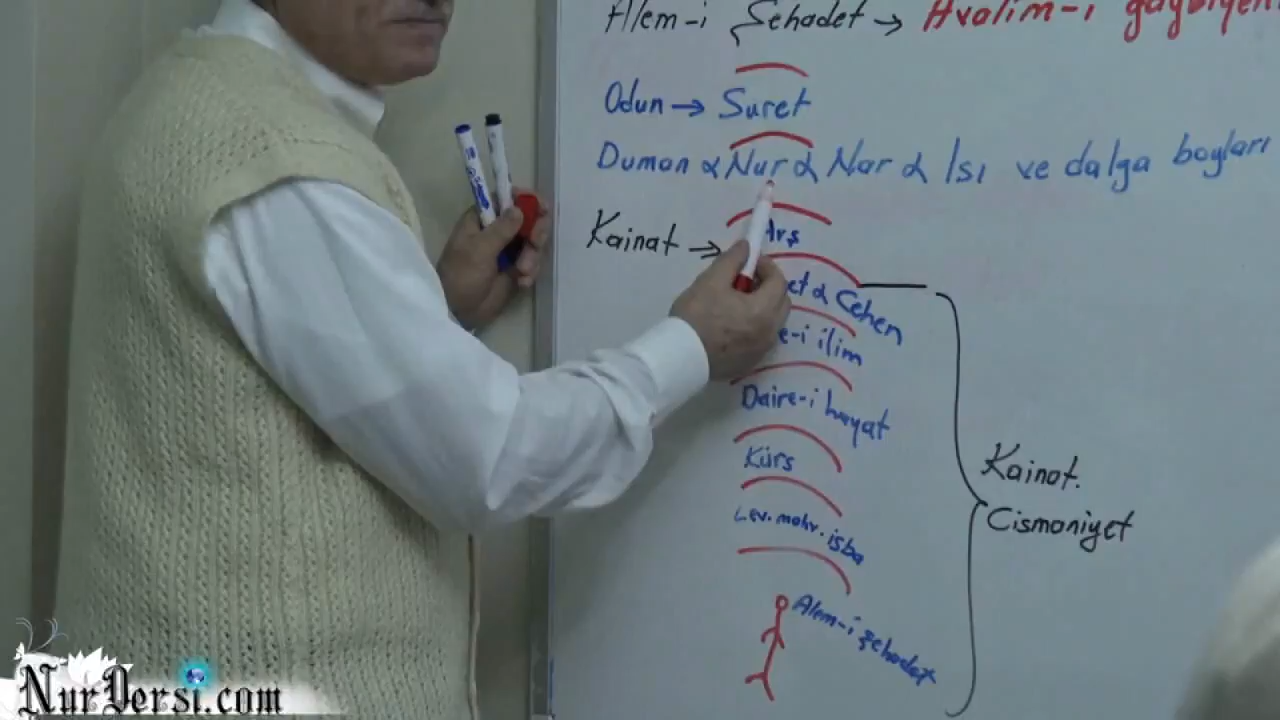 Alem-i Şehadet → Avalim-i
Odun → Suret
Duman α Nur α Nar α Isı ve dalga boyları
Kainat →
et α Cehen
e-i ilim
Daire-i hayat
Kürs
Lev. mahv. isba
Alem-i şehadet
Kainat.
Cismaniyet
NurDersi.com